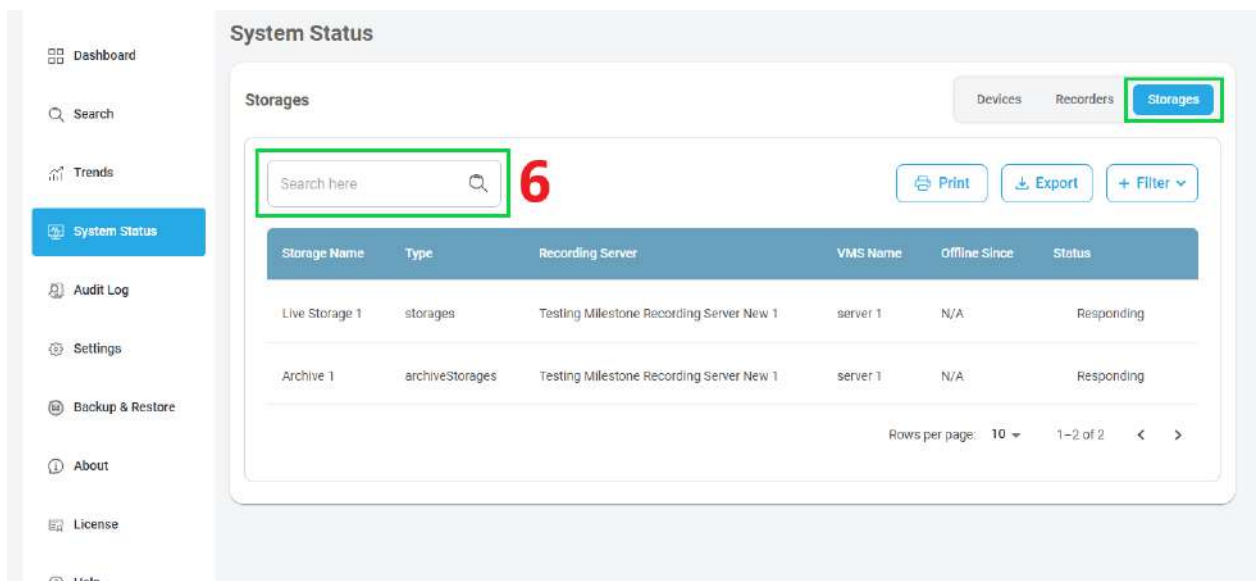 System Status
Dashboard
Search
Trends
System Status
Audit Log
Settings
Backup & Restore
About
License
Help
Storages
Devices Recorders Storages
Search here
6
Print Export + Filter
Storage Name Type Recording Server VMS Name Offline Since Status
Live Storage 1 storages Testing Milestone Recording Server New 1 server 1 N/A Responding
Archive 1 archiveStorages Testing Milestone Recording Server New 1 server 1 N/A Responding
Rows per page: 10 1–2 of 2